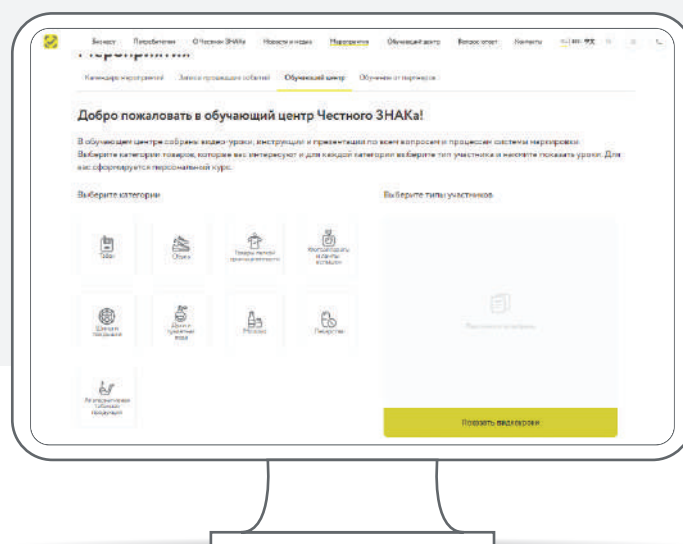 Бизнесу Потребителям О Честном ЗНАКе Новости и медиа Мероприятия Обучающий центр Вопрос-ответ Контакты
Мероприятия
Календарь мероприятий Записи прошедших событий Обучающий центр Обучение от партнеров
Добро пожаловать в обучающий центр Честного ЗНАКа!
В обучающем центре собраны видео-уроки, инструкции и презентации по всем вопросам и процессам системы маркировки.
Выберите категории товаров, которые вас интересуют и для каждой категории выберите тип участника и нажмите показать уроки. Для
вас сформируется персональный курс.
Выберите категории
Выберите типы участников
Табак
Обувь
Товары легкой
промышленности
Фотоаппараты
и лампы-
вспышки
Шины и
покрышки
Духи и
туалетная
вода
Молоко
Лекарства
Альтернативная
табачная
продукция
Показать видеоуроки